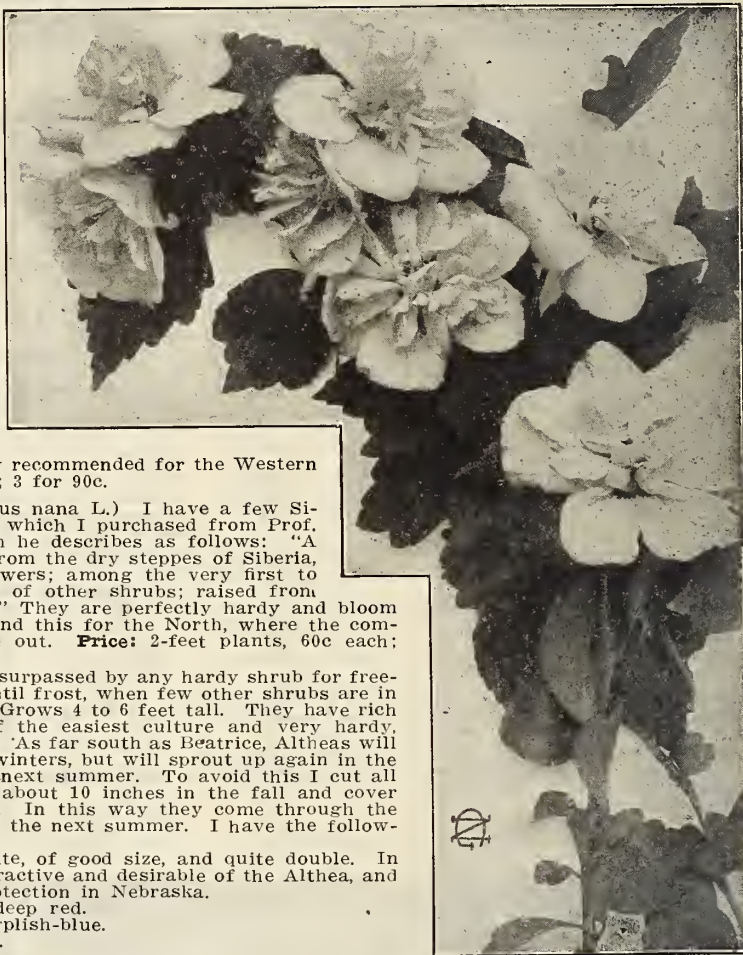 recommended for the Western
; 3 for 90c.
us nana L.) I have a few Si-
which I purchased from Prof.
he describes as follows: "A
rom the dry steppes of Siberia,
wers; among the very first to
of other shrubs; raised from
" They are perfectly hardy and bloom
nd this for the North, where the com-
out. Price: 2-feet plants, 60c each;
surpassed by any hardy shrub for free-
til frost, when few other shrubs are in
Grows 4 to 6 feet tall. They have rich
the easiest culture and very hardy,
As far south as Beatrice, Altheas will
winters, but will sprout up again in the
next summer. To avoid this I cut all
about 10 inches in the fall and cover
In this way they come through the
the next summer. I have the follow-
te, of good size, and quite double. In
ractive and desirable of the Althea, and
otection in Nebraska.
deep red.
rplish-blue.